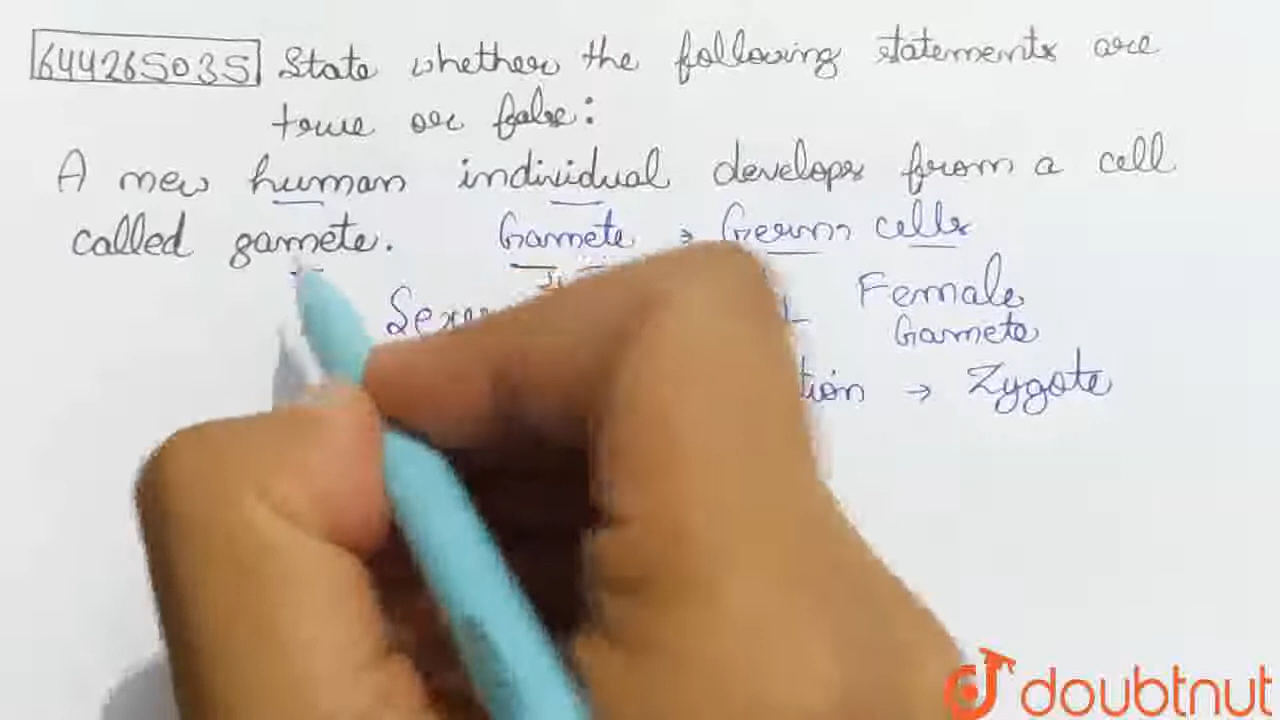 644265035 State whether the following statements are
true or false:
A new human individual develops from a cell
called gamete. Gamete → Germ cells
Female
Gamete
→ Zygote
doubtnut